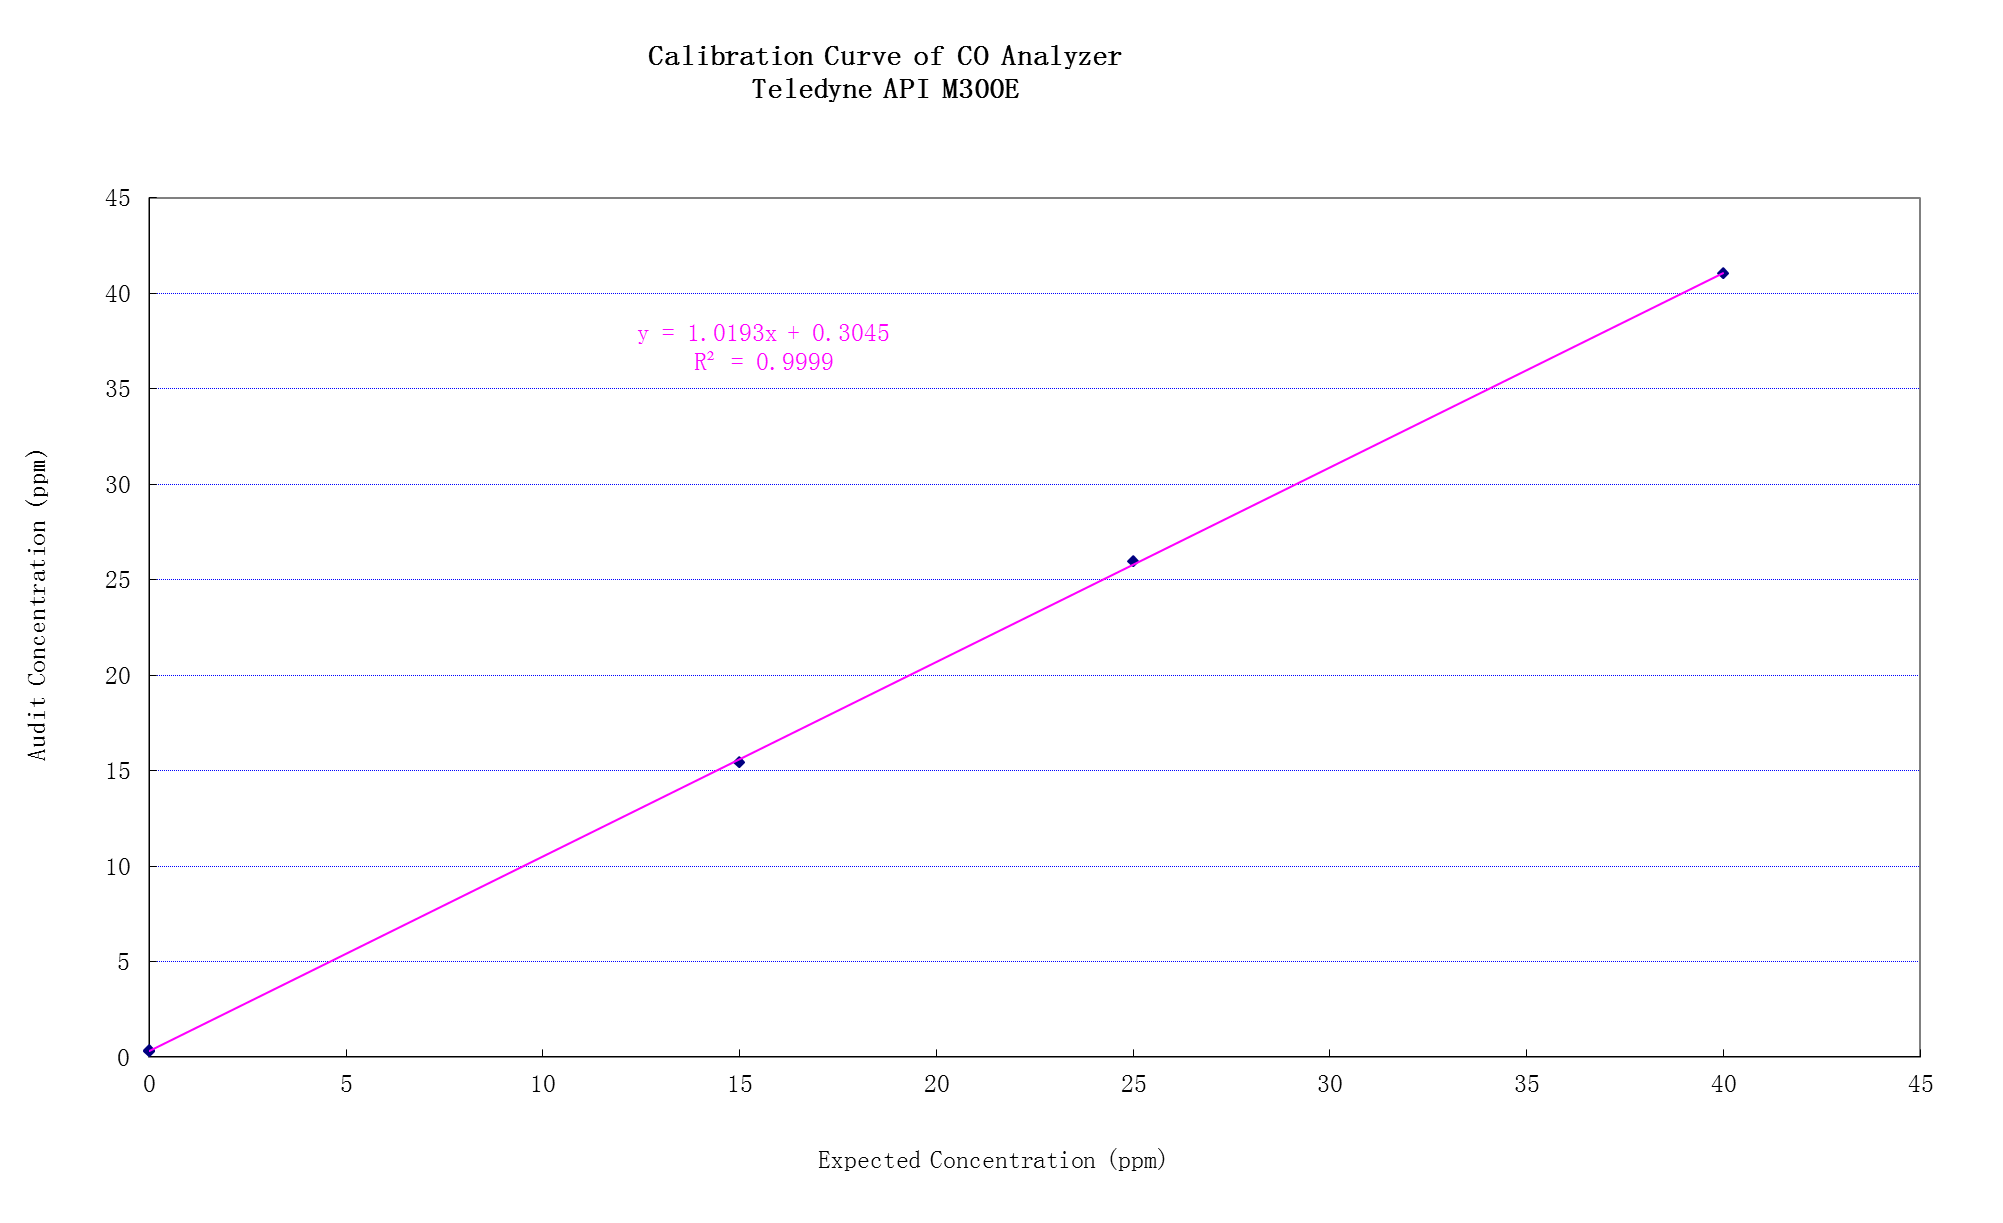 Calibration Curve of CO Analyzer
Teledyne API M300E
45
40
y = 1.0193x + 0.3045
R² = 0.9999
35
30
25
20
15
10
5
0
Audit Concentration (ppm)
0 5 10 15 20 25 30 35 40 45
Expected Concentration (ppm)